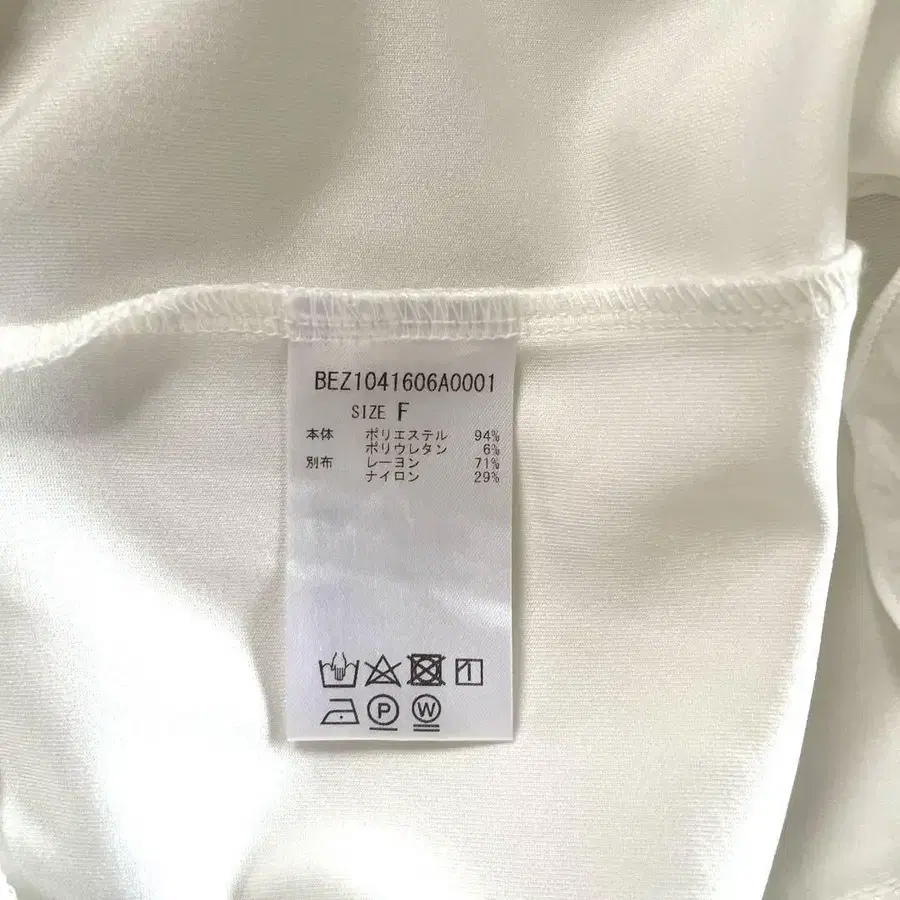 BEZ1041606A0001
SIZE F
本体 ポリエステル 94%
ポリウレタン 6%
別布 レーヨン 71%
ナイロン 29%
P W